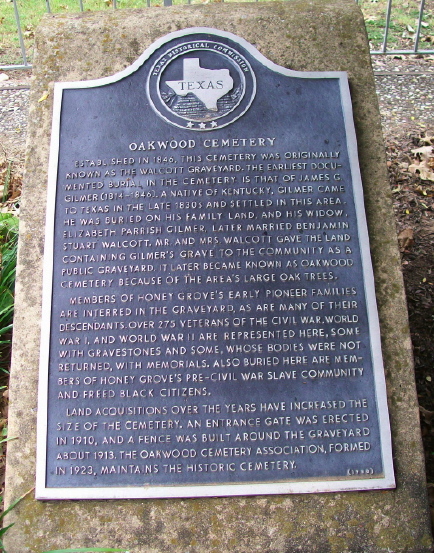 TEXAS HISTORICAL COMMISSION
TEXAS
OAKWOOD CEMETERY
ESTABLISHED IN 1846, THIS CEMETERY WAS ORIGINALLY
KNOWN AS THE WALCOTT GRAVEYARD. THE EARLIEST DOCU-
MENTED BURIAL IN THE CEMETERY IS THAT OF JAMES G.
GILMER (1814-1846). A NATIVE OF KENTUCKY, GILMER CAME
TO TEXAS IN THE LATE 1830S AND SETTLED IN THIS AREA.
HE WAS BURIED ON HIS FAMILY LAND, AND HIS WIDOW,
ELIZABETH PARRISH GILMER, LATER MARRIED BENJAMIN
STUART WALCOTT. MR. AND MRS. WALCOTT GAVE THE LAND
CONTAINING GILMER'S GRAVE TO THE COMMUNITY AS A
PUBLIC GRAVEYARD. IT LATER BECAME KNOWN AS OAKWOOD
CEMETERY BECAUSE OF THE AREA'S LARGE OAK TREES.
MEMBERS OF HONEY GROVE'S EARLY PIONEER FAMILIES
ARE INTERRED IN THE GRAVEYARD, AS ARE MANY OF THEIR
DESCENDANTS. OVER 275 VETERANS OF THE CIVIL WAR, WORLD
WAR I, AND WORLD WAR II ARE REPRESENTED HERE, SOME
WITH GRAVESTONES AND SOME, WHOSE BODIES WERE NOT
RETURNED, WITH MEMORIALS. ALSO BURIED HERE ARE MEM-
BERS OF HONEY GROVE'S PRE-CIVIL WAR SLAVE COMMUNITY
AND FREED BLACK CITIZENS.
LAND ACQUISITIONS OVER THE YEARS HAVE INCREASED THE
SIZE OF THE CEMETERY. AN ENTRANCE GATE WAS ERECTED
IN 1910, AND A FENCE WAS BUILT AROUND THE GRAVEYARD
ABOUT 1913. THE OAKWOOD CEMETERY ASSOCIATION, FORMED
IN 1923, MAINTAINS THE HISTORIC CEMETERY.